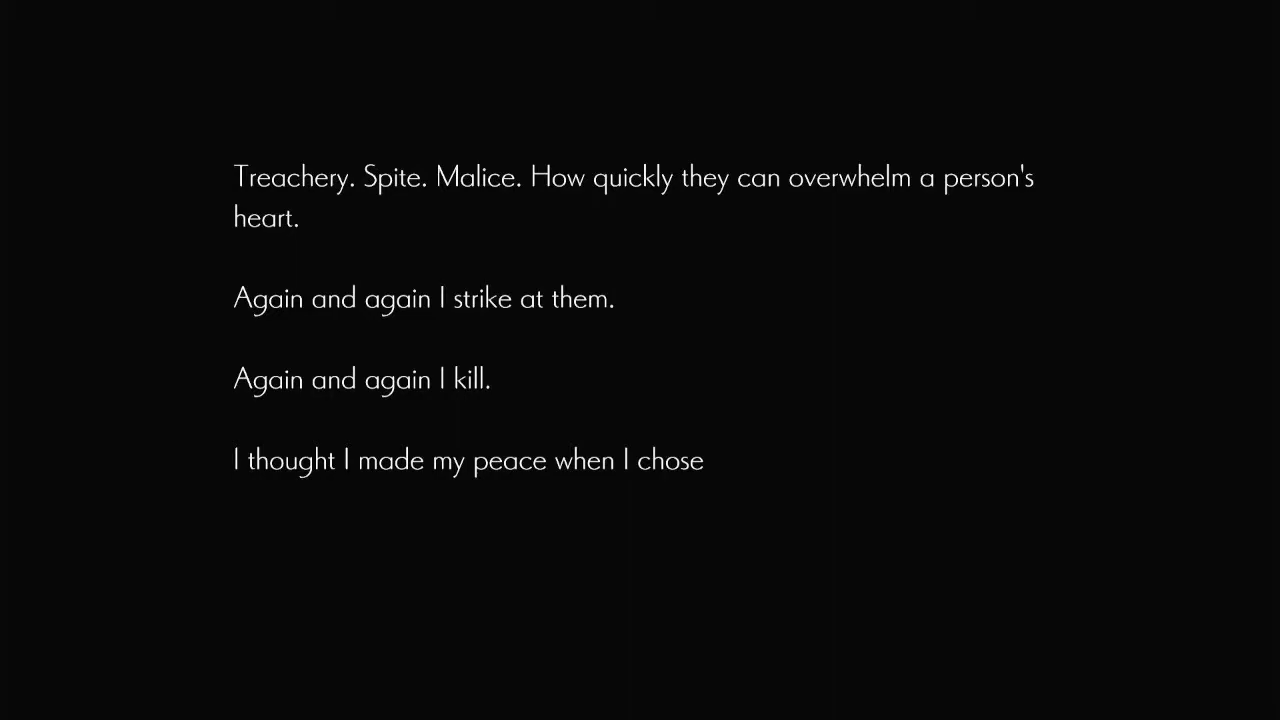 Treachery. Spite. Malice. How quickly they can overwhelm a person's
heart.
Again and again I strike at them.
Again and again I kill.
I thought I made my peace when I chose